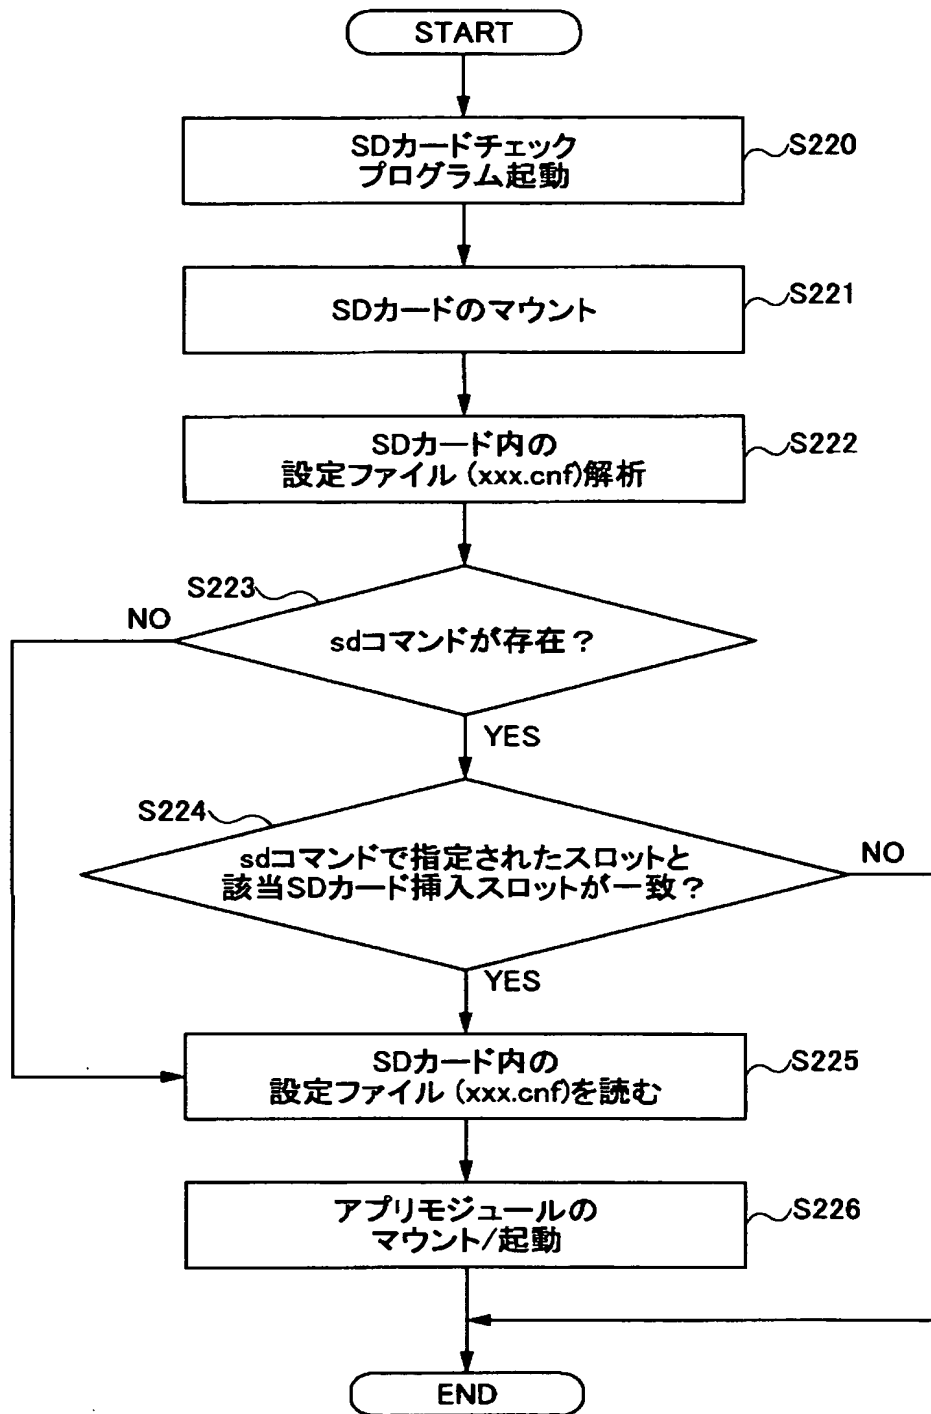 START
SDカードチェック
プログラム起動
S220
SDカードのマウント
S221
SDカード内の
設定ファイル(xxx.cnf)解析
S222
S223
NO
sdコマンドが存在？
YES
S224
sdコマンドで指定されたスロットと
該当SDカード挿入スロットが一致？
NO
YES
SDカード内の
設定ファイル(xxx.cnf)を読む
S225
アプリモジュールの
マウント/起動
S226
END